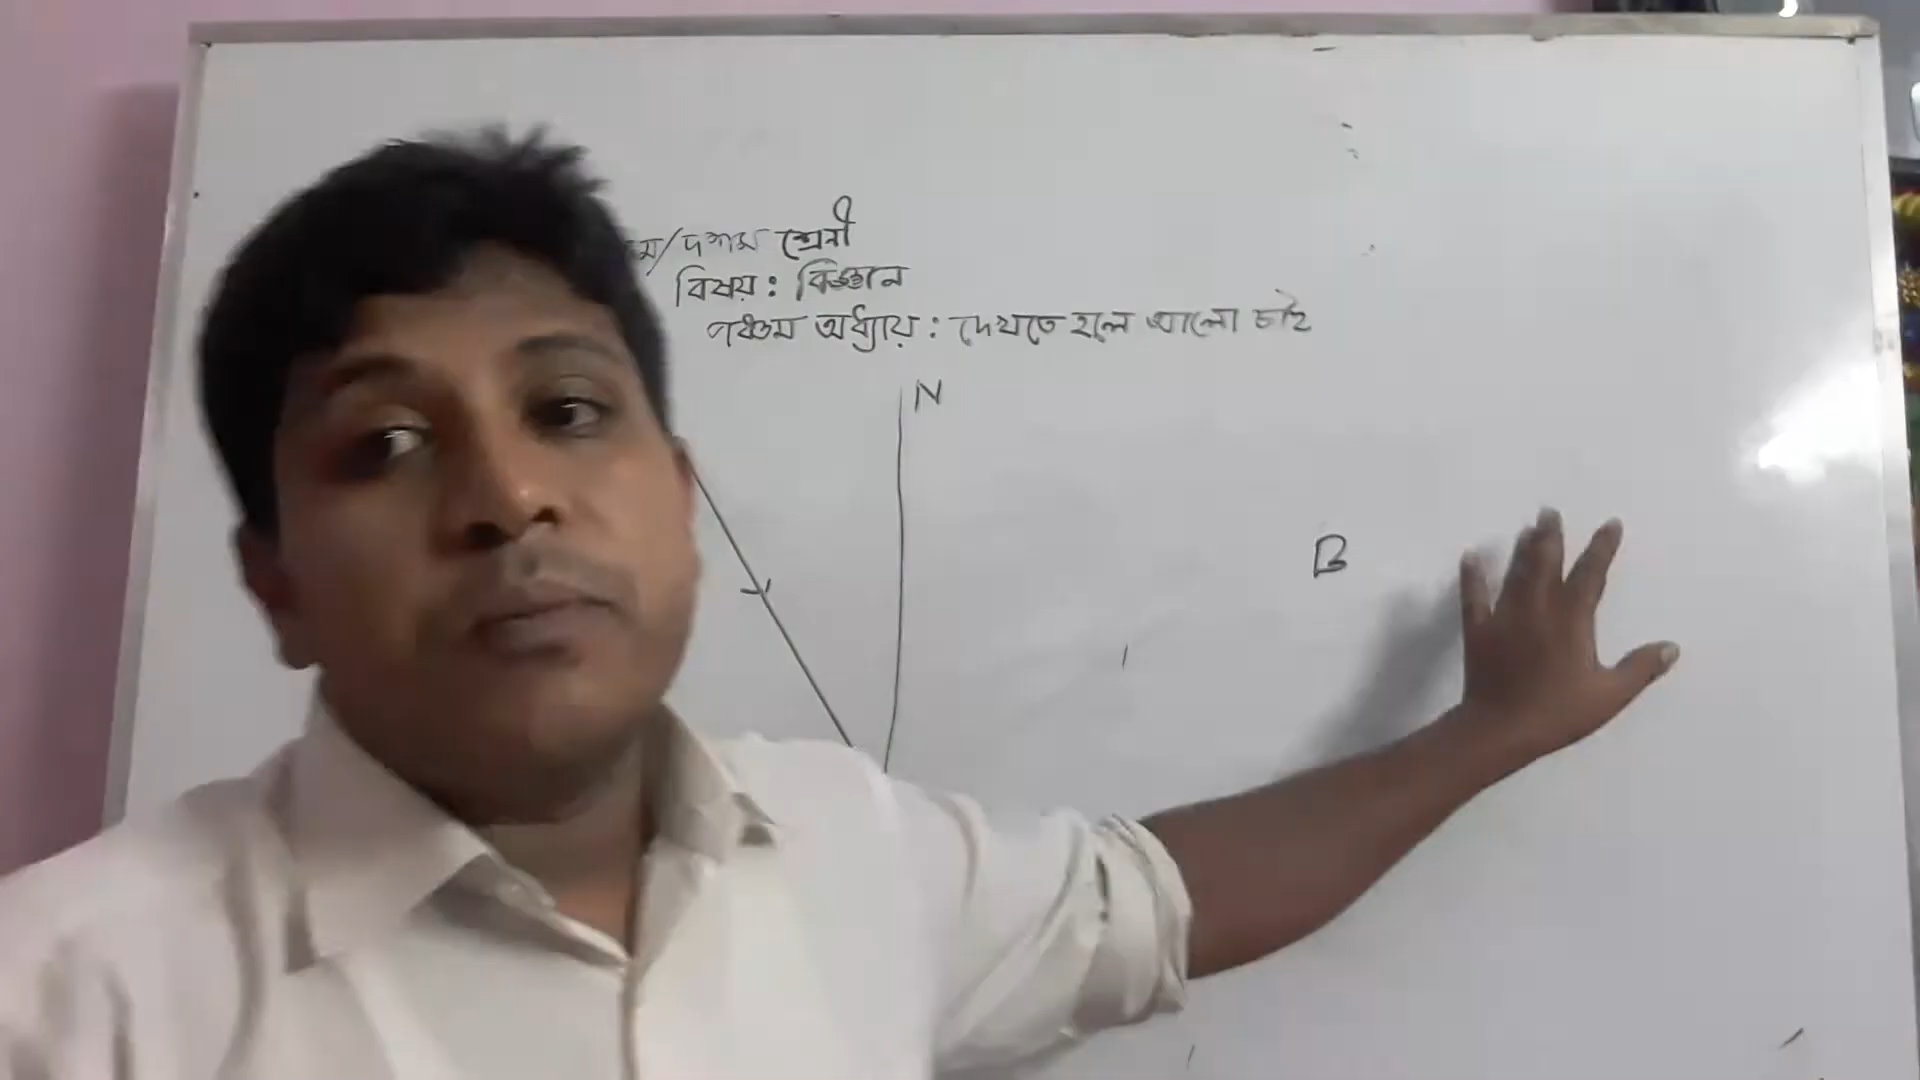 ম/দশম শ্রেনী
বিষয়: বিজ্ঞান
পঞ্চম অধ্যায়: দেখতে হলে আলো চাই
N
B